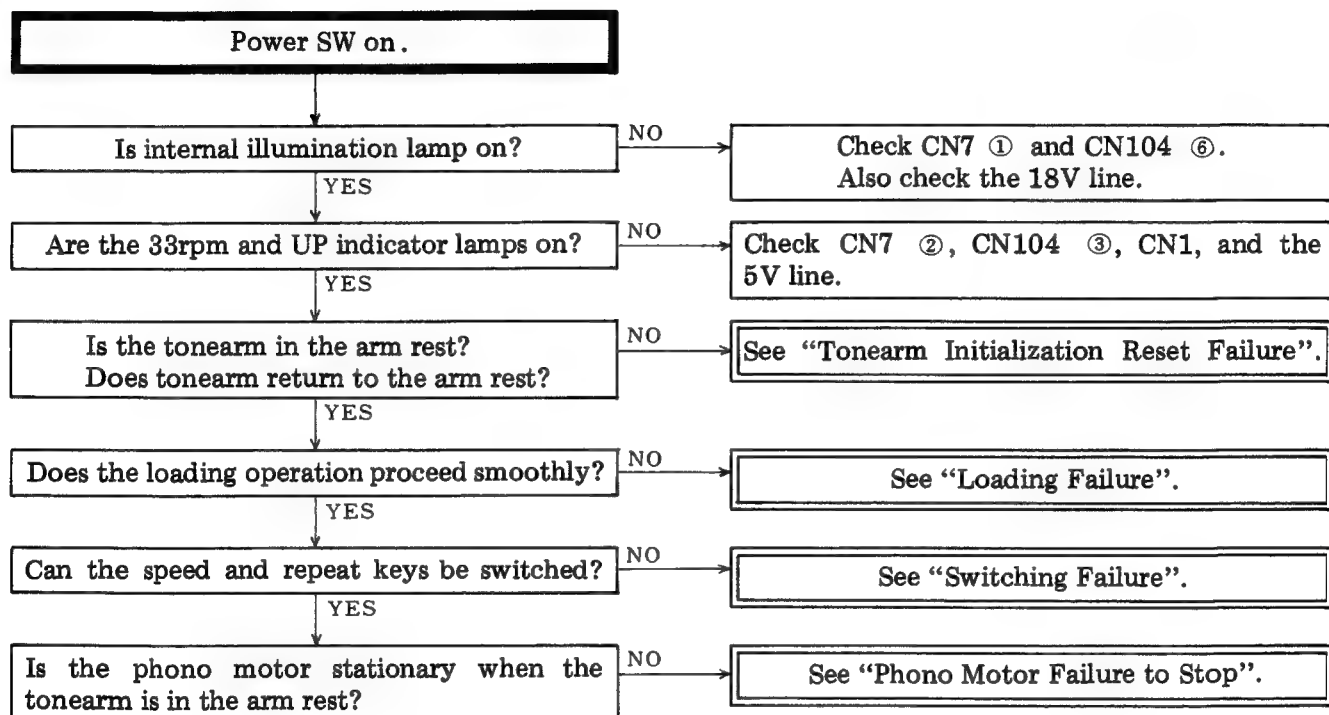 Power SW on.
Is internal illumination lamp on?
NO
Check CN7 ① and CN104 ⑥.
Also check the 18V line.
YES
Are the 33rpm and UP indicator lamps on?
NO
Check CN7 ②, CN104 ③, CN1, and the
5V line.
YES
Is the tonearm in the arm rest?
Does tonearm return to the arm rest?
NO
See “Tonearm Initialization Reset Failure”.
YES
Does the loading operation proceed smoothly?
NO
See “Loading Failure”.
YES
Can the speed and repeat keys be switched?
NO
See “Switching Failure”.
YES
Is the phono motor stationary when the
tonearm is in the arm rest?
NO
See “Phono Motor Failure to Stop”.